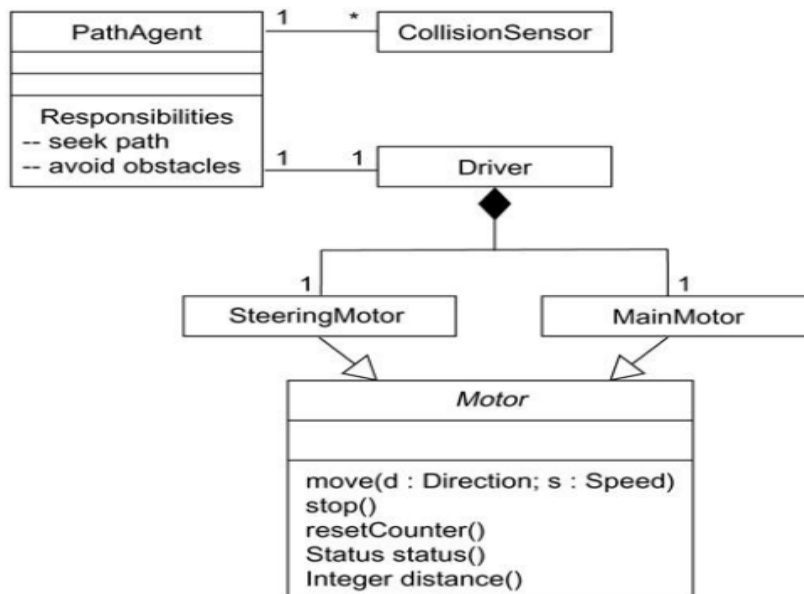 PathAgent
1
*
CollisionSensor
Responsibilities
-- seek path
-- avoid obstacles
1
1
Driver
1
1
SteeringMotor
MainMotor
Motor
move(d : Direction; s : Speed)
stop()
resetCounter()
Status status()
Integer distance()